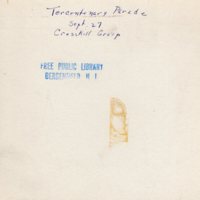 Tercentenary Parade
Sept. 27
Cresskill Group
FREE PUBLIC LIBRARY
BERGENFIELD N J